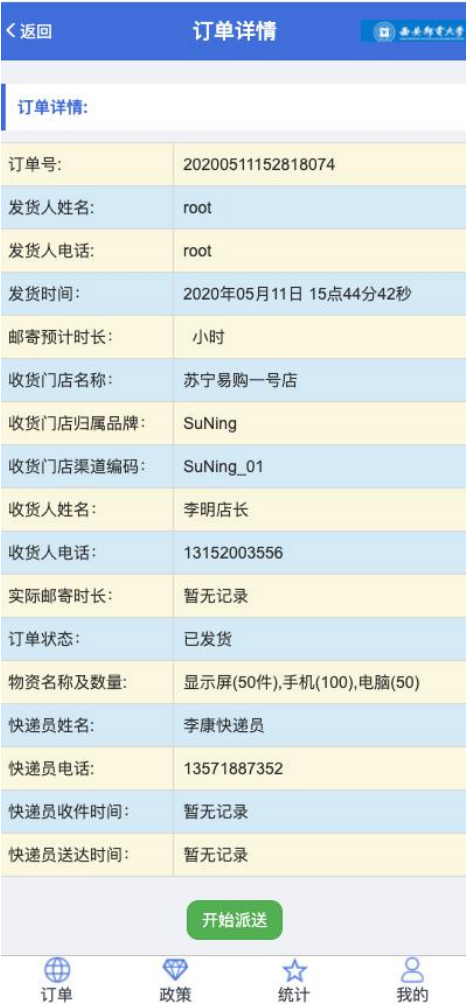 返回 订单详情 西安邮电大学
订单详情:
订单号: 20200511152818074
发货人姓名: root
发货人电话: root
发货时间: 2020年05月11日 15点44分42秒
邮寄预计时长: 小时
收货门店名称: 苏宁易购一号店
收货门店归属品牌: SuNing
收货门店渠道编码: SuNing_01
收货人姓名: 李明店长
收货人电话: 13152003556
实际邮寄时长: 暂无记录
订单状态: 已发货
物资名称及数量: 显示屏(50件),手机(100),电脑(50)
快递员姓名: 李康快递员
快递员电话: 13571887352
快递员收件时间: 暂无记录
快递员送达时间: 暂无记录
开始派送
订单 政策 统计 我的